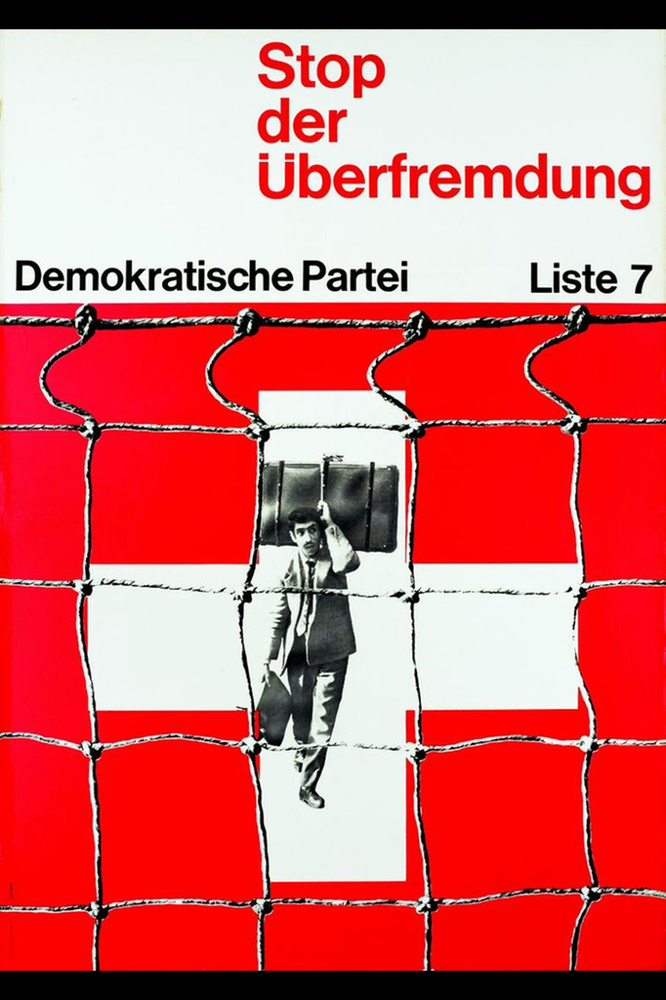 Stop
der
Überfremdung
Demokratische Partei Liste 7